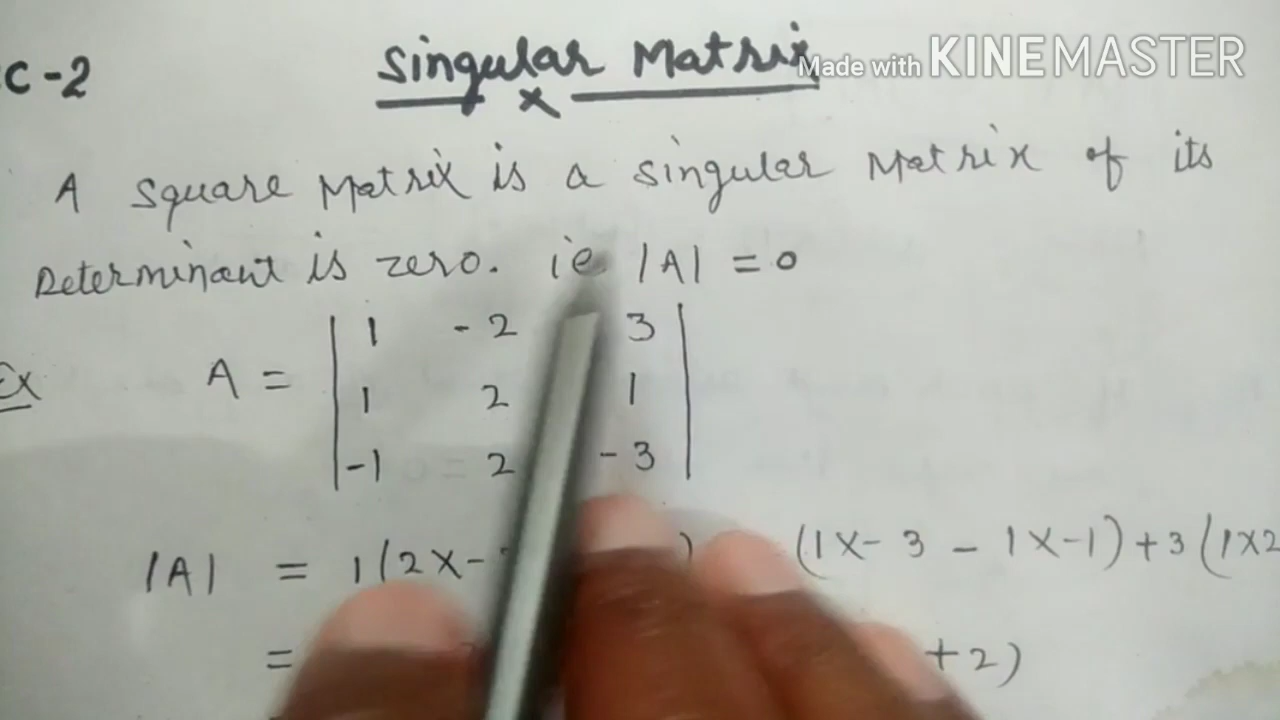 C-2
Singular Matrix
Made with KINEMASTER
x
A Square Matrix is a singular Matrix of its
Determinant is zero. ie |A| = 0
Ex A = | 1 -2 3 |
| 1 2 1 |
| -1 2 -3 |
|A| = 1(2x- ) (1x-3 - 1x-1)+3(1x2
= +2)